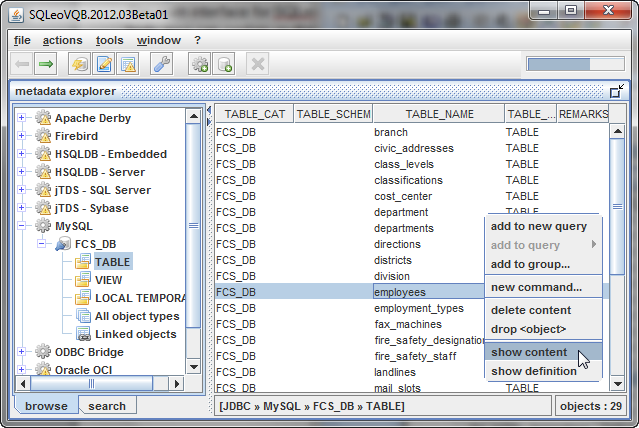 SQLeoVQB.2012.03Beta01
file actions tools window ?
metadata explorer
Apache Derby
Firebird
HSQLDB - Embedded
HSQLDB - Server
jTDS - SQL Server
jTDS - Sybase
MySQL
FCS_DB
TABLE
VIEW
LOCAL TEMPORA
All object types
Linked objects
ODBC Bridge
Oracle OCI
browse search
TABLE_CAT TABLE_SCHEM TABLE_NAME TABLE_... REMARKS
FCS_DB branch TABLE
FCS_DB civic_addresses TABLE
FCS_DB class_levels TABLE
FCS_DB classifications TABLE
FCS_DB cost_center TABLE
FCS_DB department TABLE
FCS_DB departments
FCS_DB directions
FCS_DB districts
FCS_DB division
FCS_DB employees
FCS_DB employment_types
FCS_DB fax_machines
FCS_DB fire_safety_designation
FCS_DB fire_safety_staff
FCS_DB landlines
FCS_DB mail_slots TABLE
add to new query
add to query
add to group...
new command...
delete content
drop <object>
show content
show definition
[JDBC » MySQL » FCS_DB » TABLE] objects : 29